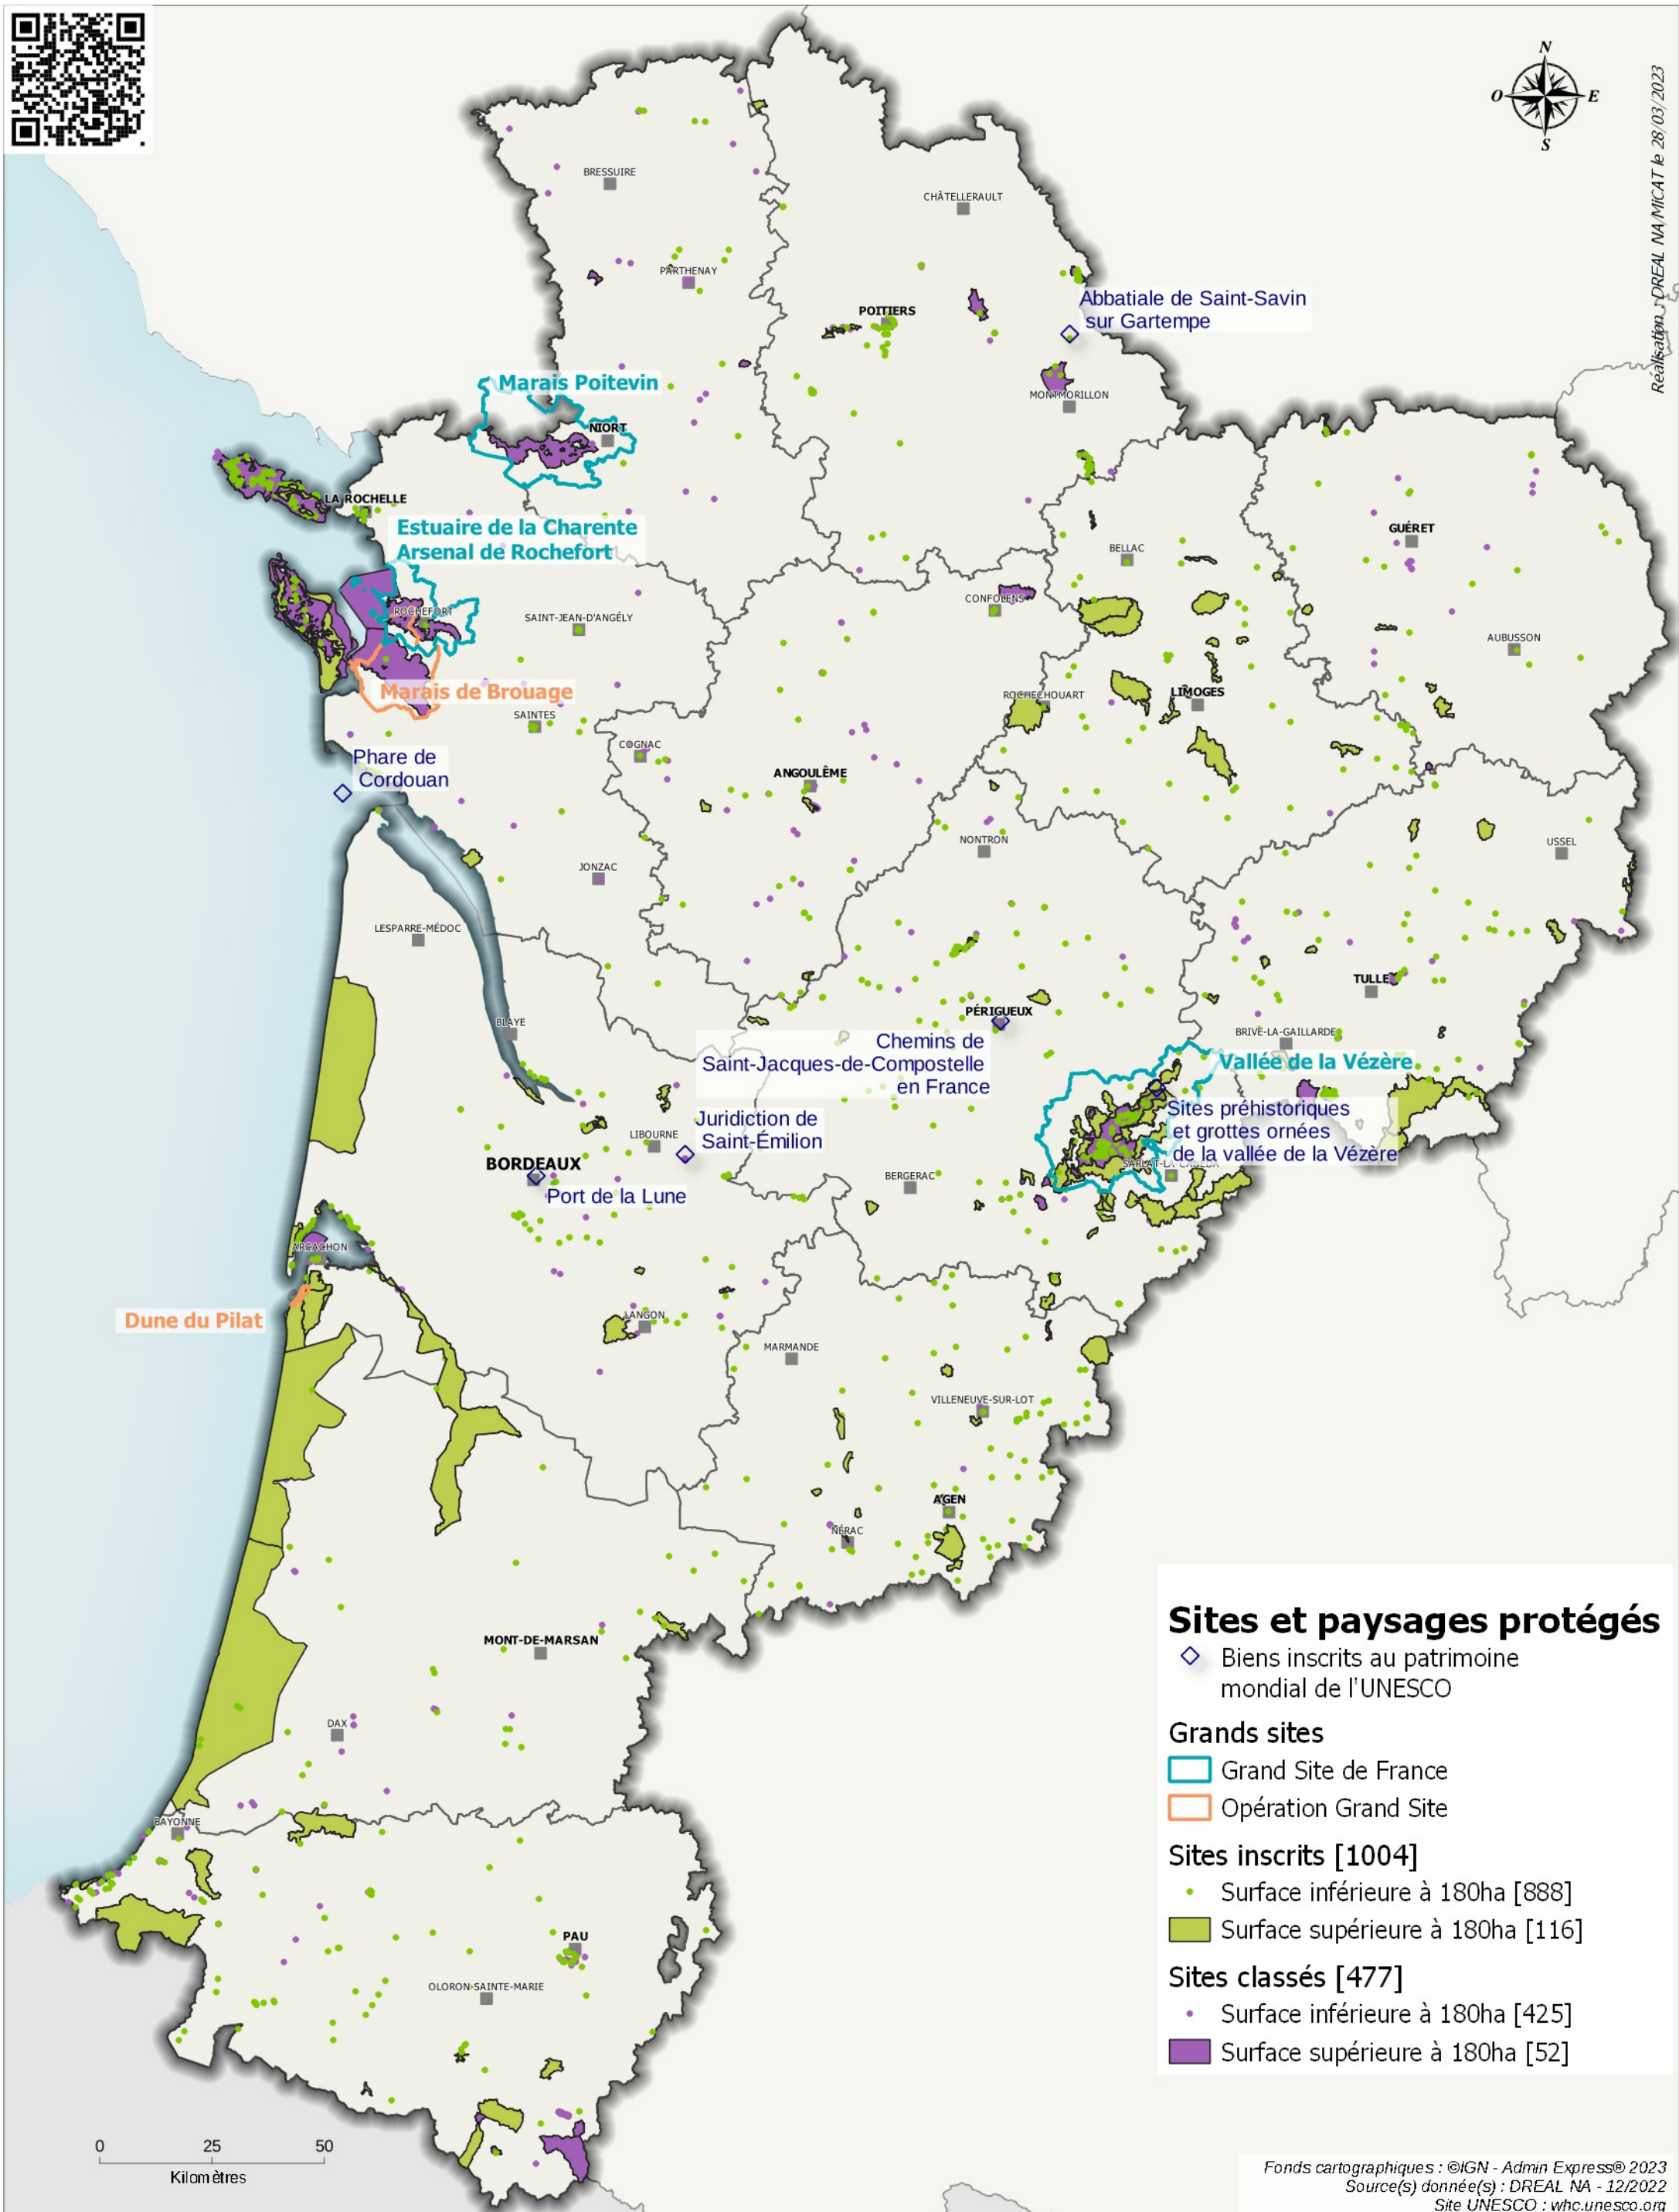 N
O
E
S
Réalisation : DREAL NA/MiCAT le 28/03/2023
BRESSUIRE
CHÂTELLERAULT
PARTHENAY
POITIERS
Abbatiale de Saint-Savin
sur Gartempe
MONTMORILLON
Marais Poitevin
NIORT
LA ROCHELLE
Estuaire de la Charente
Arsenal de Rochefort
GUÉRET
BELLAC
CONFOLENS
ROCHEFORT
SAINT-JEAN-D'ANGÉLY
AUBUSSON
Marais de Brouage
ROCHECHOUART
LIMOGES
SAINTES
COGNAC
Phare de
Cordouan
ANGOULÊME
NONTRON
USSEL
JONZAC
LESPARRE-MÉDOC
TULLE
PÉRIGUEUX
BLAYE
BRIVE-LA-GAILLARDE
Chemins de
Saint-Jacques-de-Compostelle
en France
Vallée de la Vézère
Sites préhistoriques
et grottes ornées
de la vallée de la Vézère
Juridiction de
Saint-Émilion
LIBOURNE
BORDEAUX
SARLAT-LA-CANÉDA
BERGERAC
Port de la Lune
ARCACHON
Dune du Pilat
LANGON
MARMANDE
VILLENEUVE-SUR-LOT
AGEN
NÉRAC
MONT-DE-MARSAN
DAX
BAYONNE
PAU
OLORON-SAINTE-MARIE
Sites et paysages protégés
Biens inscrits au patrimoine
mondial de l'UNESCO
Grands sites
Grand Site de France
Opération Grand Site
Sites inscrits [1004]
Surface inférieure à 180ha [888]
Surface supérieure à 180ha [116]
Sites classés [477]
Surface inférieure à 180ha [425]
Surface supérieure à 180ha [52]
0 25 50
Kilomètres
Fonds cartographiques : ©IGN - Admin Express® 2023
Source(s) donnée(s) : DREAL NA - 12/2022
Site UNESCO : whc.unesco.org